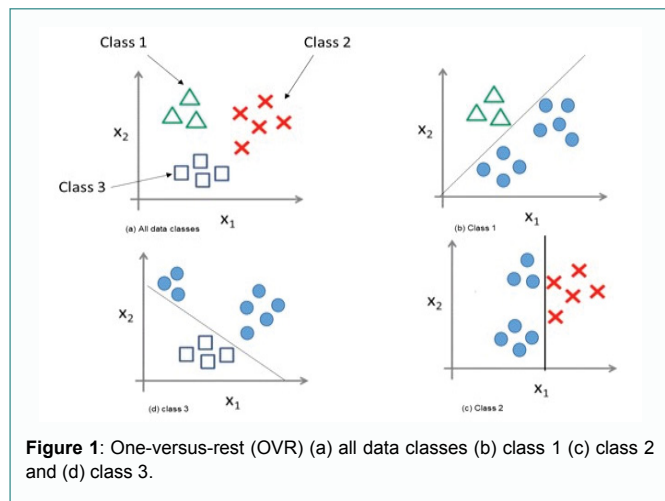 Class 1
Class 2
x2
Class 3
x1
(a) All data classes
x2
x1
(b) Class 1
x2
x1
(d) class 3
x2
x1
(c) Class 2
Figure 1: One-versus-rest (OVR) (a) all data classes (b) class 1 (c) class 2
and (d) class 3.